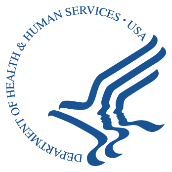 DEPARTMENT OF HEALTH & HUMAN SERVICES • USA